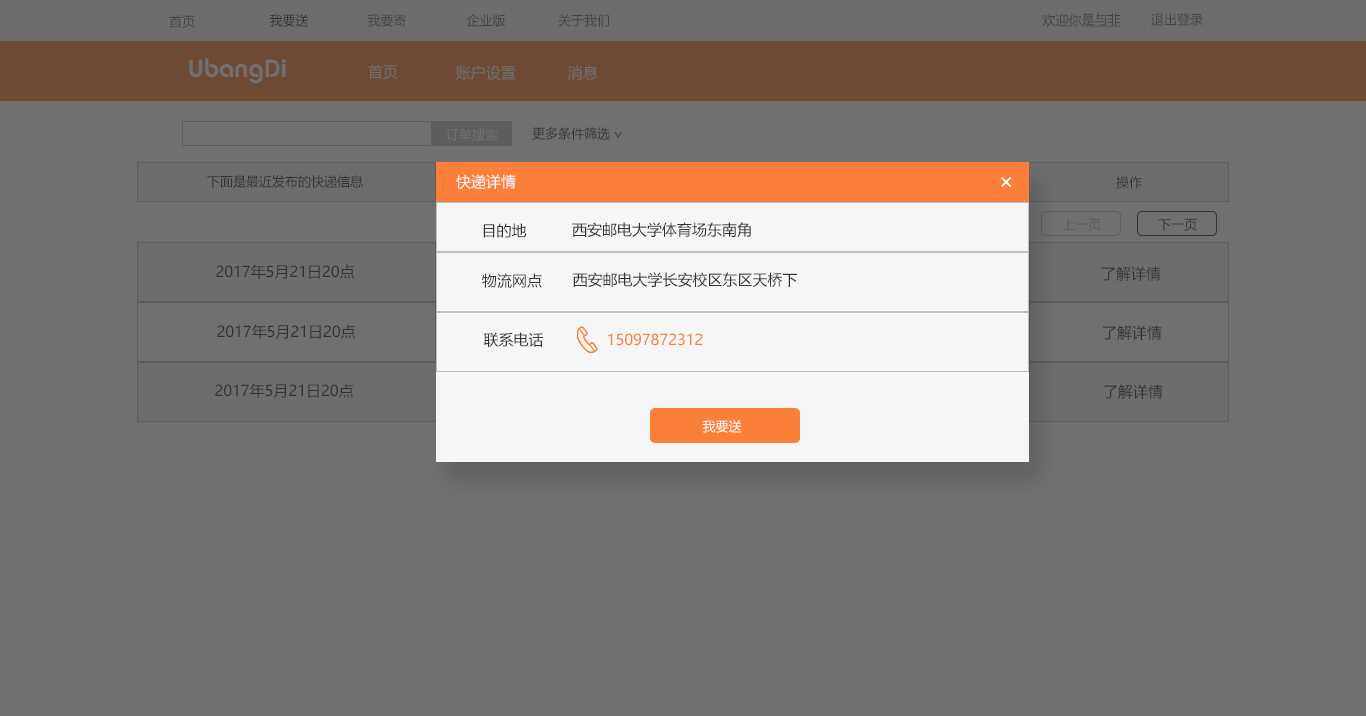 首页 我要送 我要寄 企业版 关于我们 欢迎你是与非 退出登录
UbangDi 首页 账户设置 消息
订单搜索 更多条件筛选 ∨
下面是最近发布的快递信息 操作
上一页 下一页
2017年5月21日20点 了解详情
2017年5月21日20点 了解详情
2017年5月21日20点 了解详情
快递详情 ×
目的地 西安邮电大学体育场东南角
物流网点 西安邮电大学长安校区东区天桥下
联系电话 15097872312
我要送